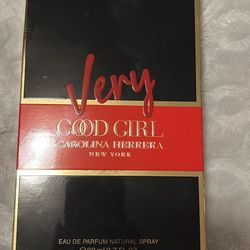 Very
GOOD GIRL
CAROLINA HERRERA
NEW YORK
EAU DE PARFUM NATURAL SPRAY